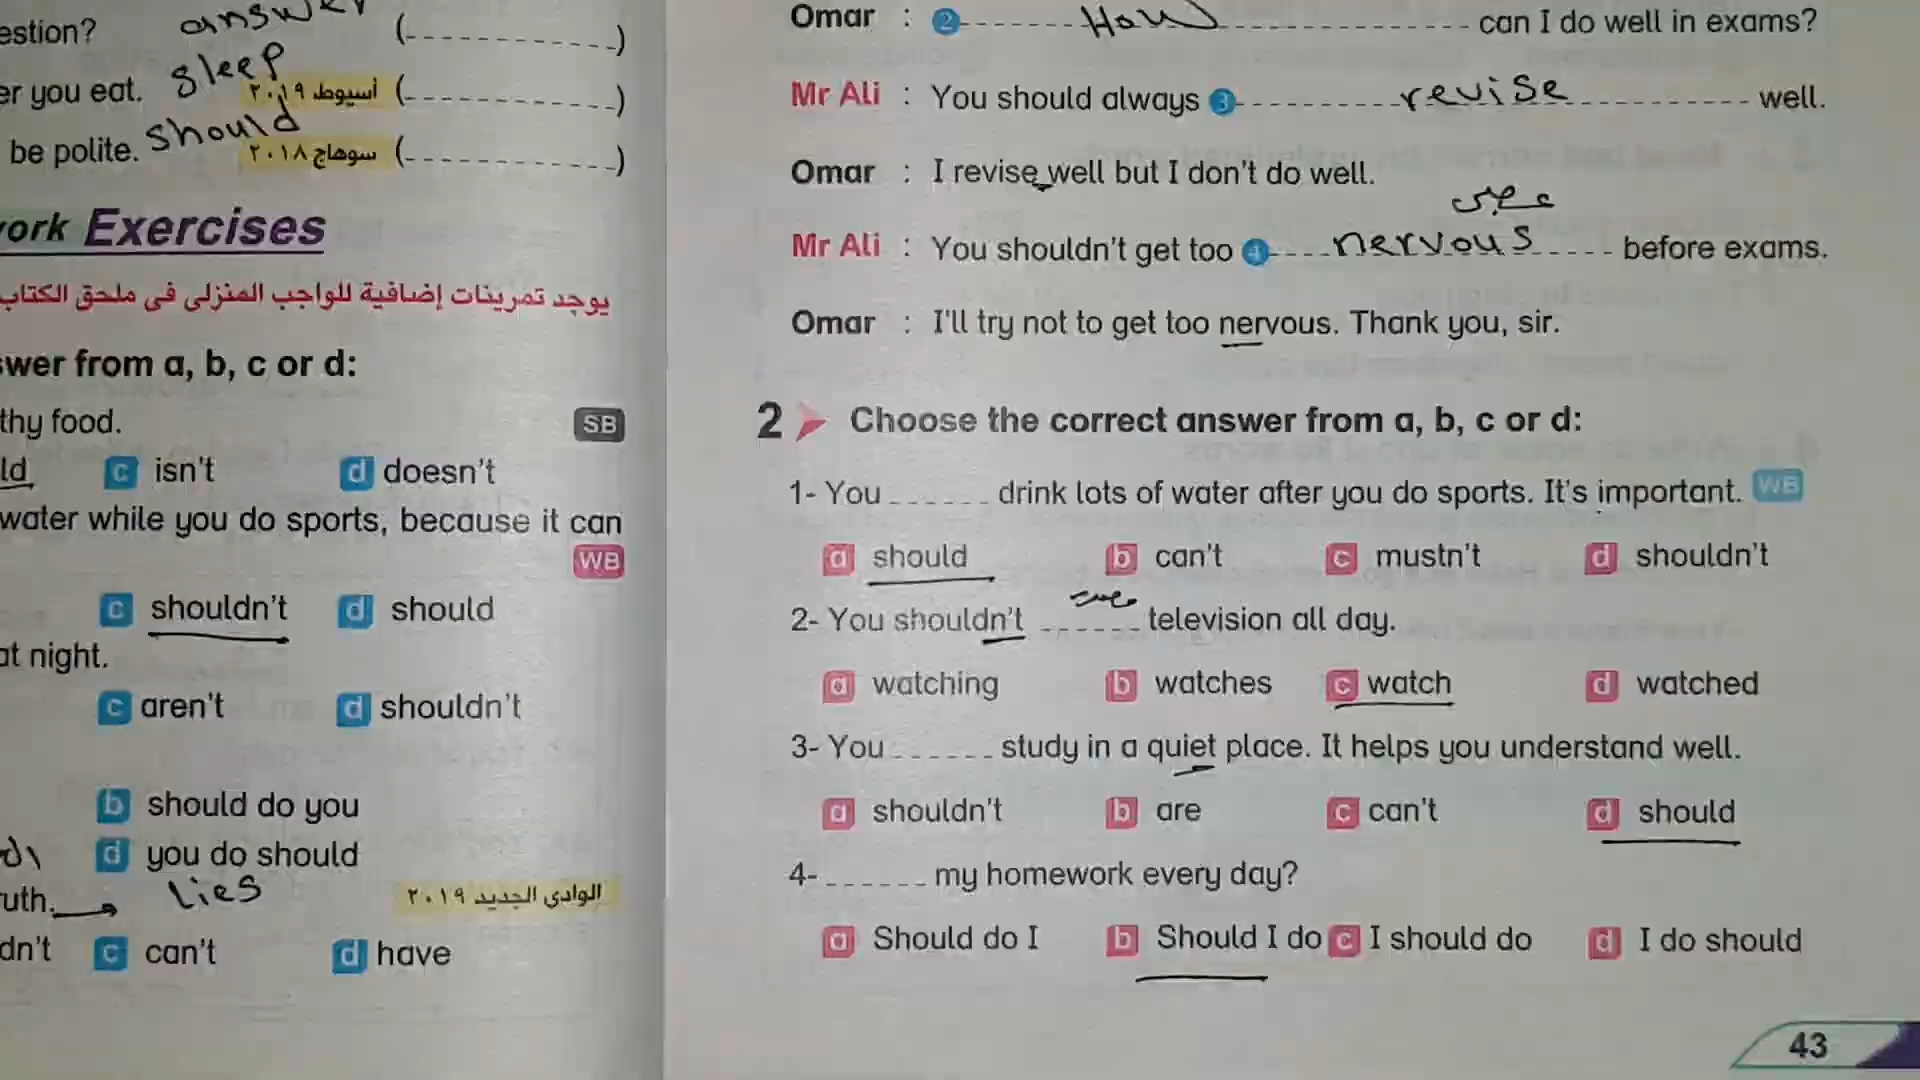 estion? answer (------------)
er you eat. sleep أسيوط ٢٠١٩ (------------)
be polite. should سوهاج ٢٠١٨ (------------)
work Exercises
يوجد تمرينات إضافية للواجب المنزلى فى ملحق الكتاب
swer from a, b, c or d:
thy food. SB
ld c isn't d doesn't
water while you do sports, because it can
WB
c shouldn't d should
at night.
c aren't d shouldn't
b should do you
d you do should
ruth. → lies الوادى الجديد ٢٠١٩
dn't c can't d have
Omar : 2 How can I do well in exams?
Mr Ali : You should always 3 revise well.
Omar : I revise well but I don't do well.
عصبى
Mr Ali : You shouldn't get too 4 nervous before exams.
Omar : I'll try not to get too nervous. Thank you, sir.
2 Choose the correct answer from a, b, c or d:
1- You ------ drink lots of water after you do sports. It's important. WB
a should b can't c mustn't d shouldn't
2- You shouldn't ------ television all day.
a watching b watches c watch d watched
3- You ------ study in a quiet place. It helps you understand well.
a shouldn't b are c can't d should
4- ------ my homework every day?
a Should do I b Should I do c I should do d I do should
43